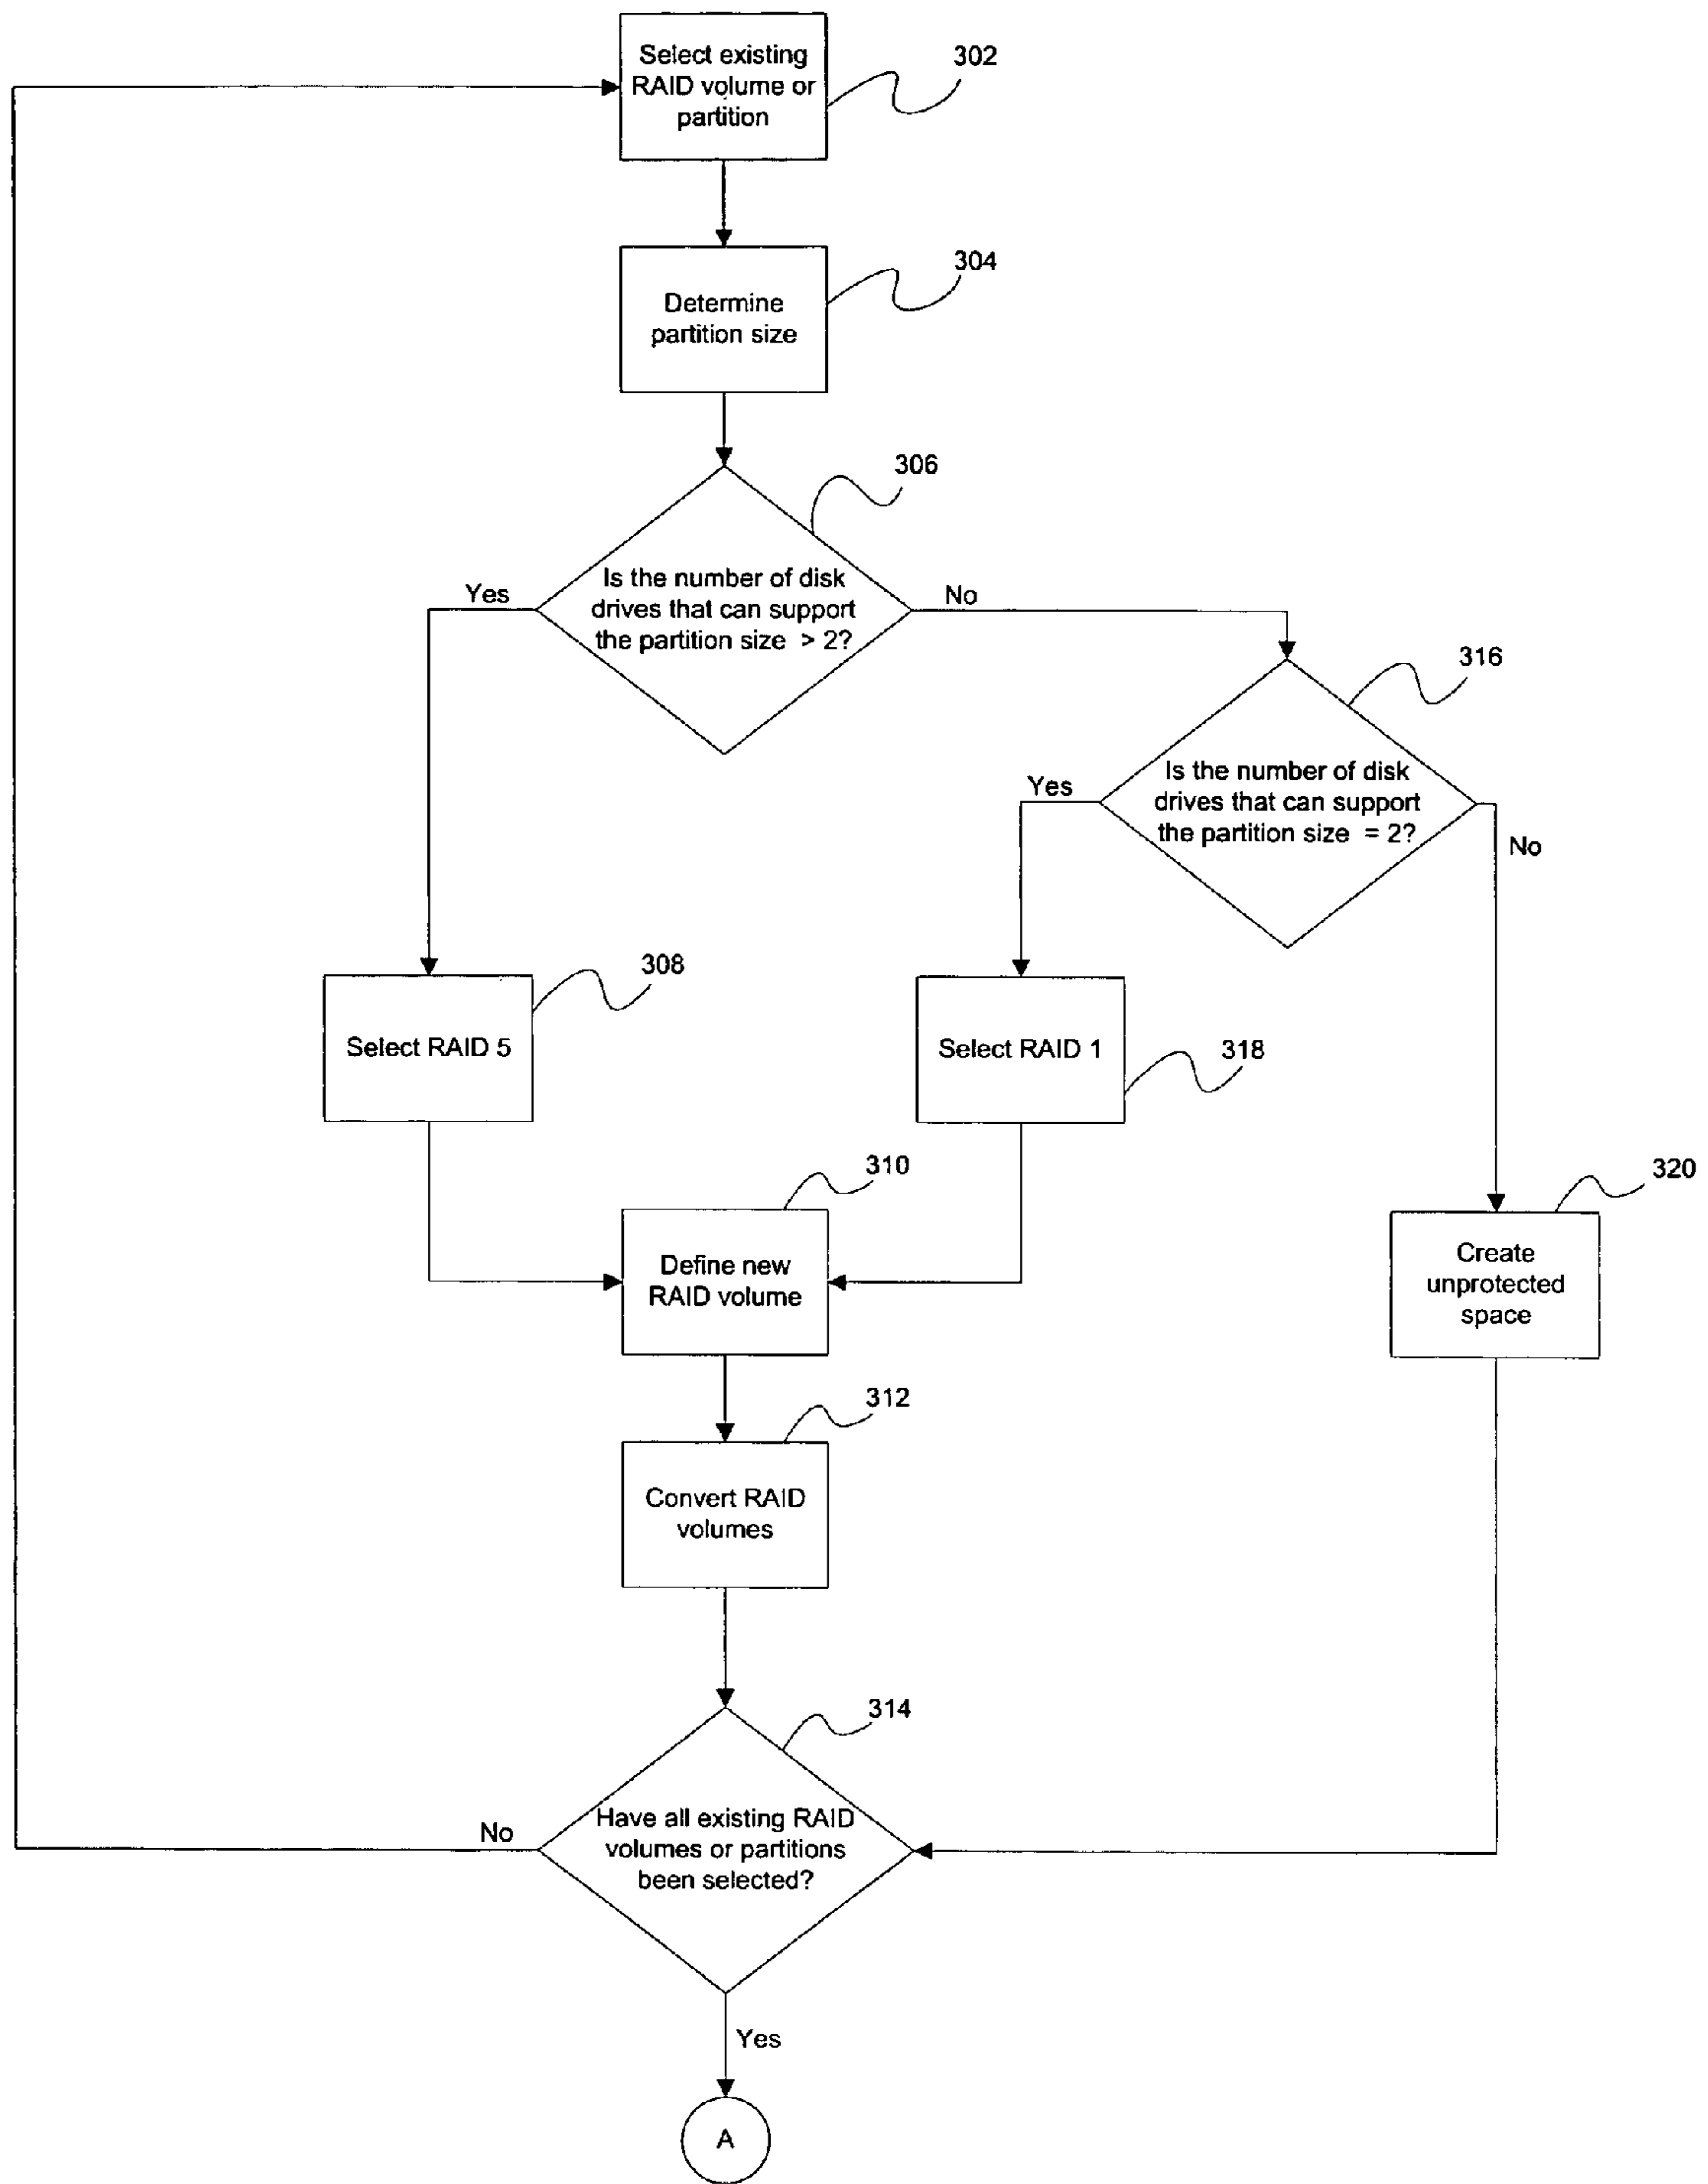 Select existing
RAID volume or
partition
302
Determine
partition size
304
306
Is the number of disk
drives that can support
the partition size > 2?
Yes
No
316
Is the number of disk
drives that can support
the partition size = 2?
Yes
No
308
Select RAID 5
Select RAID 1
318
310
Define new
RAID volume
320
Create
unprotected
space
312
Convert RAID
volumes
314
Have all existing RAID
volumes or partitions
been selected?
No
Yes
A